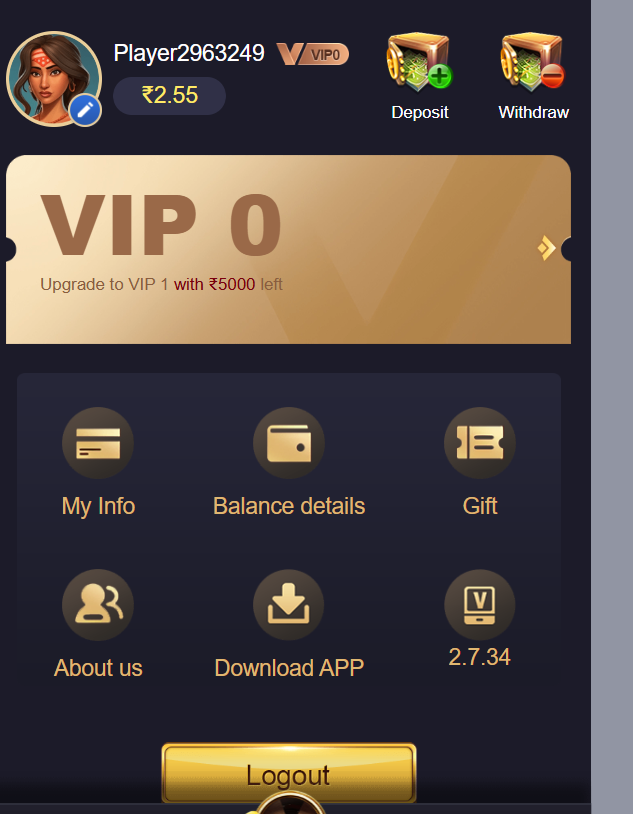 Player2963249
VIP0
₹2.55
Deposit
Withdraw
VIP 0
Upgrade to VIP 1 with ₹5000 left
My Info
Balance details
Gift
About us
Download APP
V
2.7.34
Logout